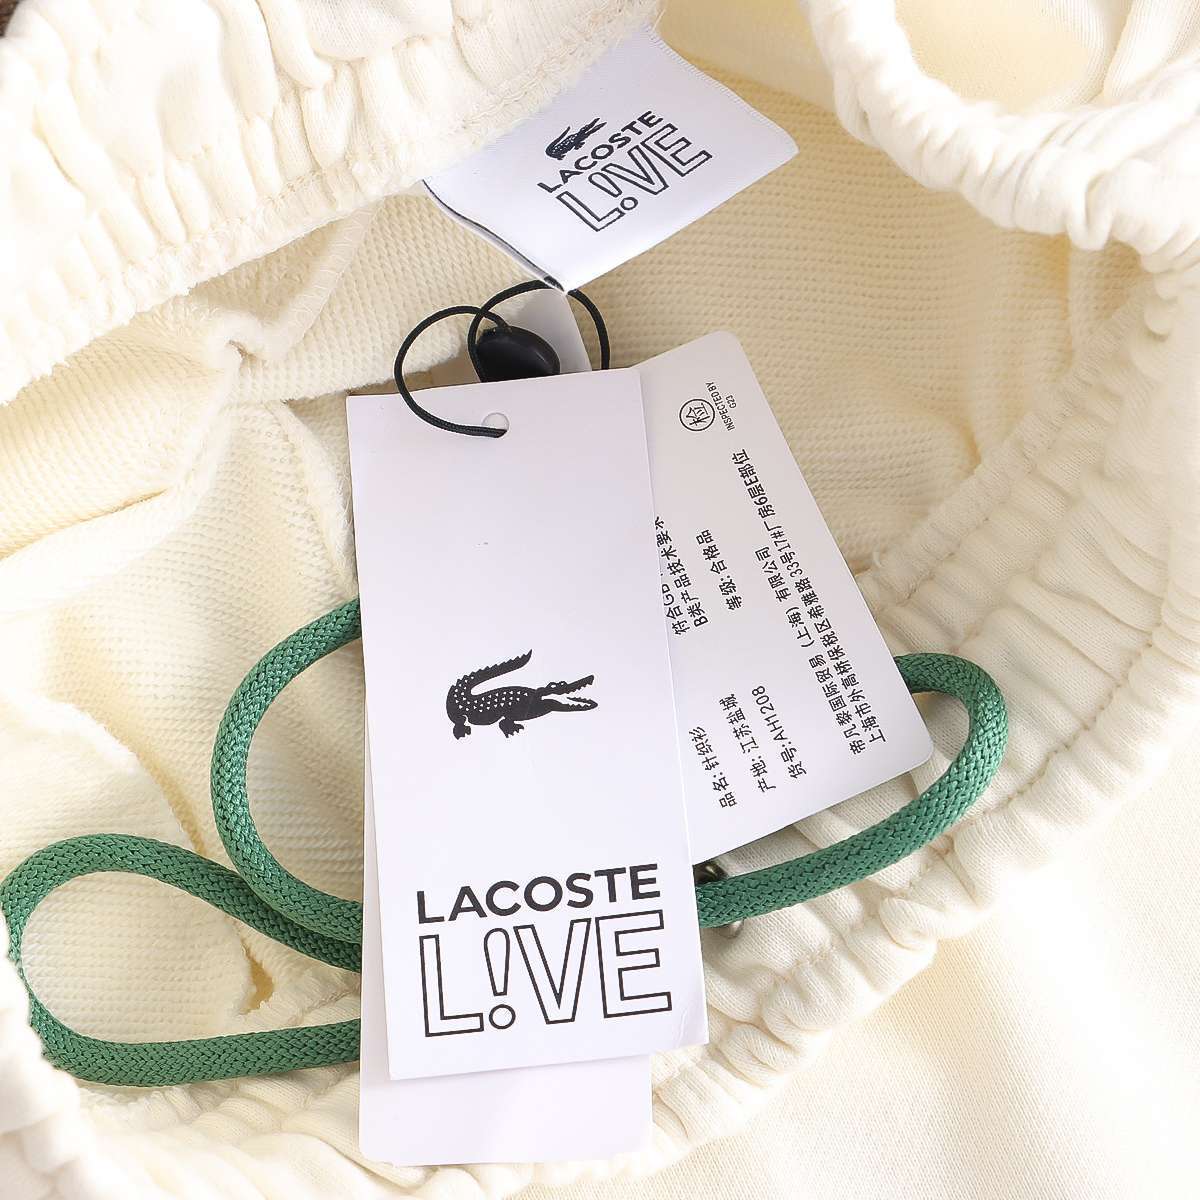 LACOSTE
L!VE
检
INSPECTED BY
GZ3
符合GB
B类产品技术要求
等级: 合格品
品名: 针织衫
产地: 江苏盐城
货号:AH1208
帝凡黎国际贸易(上海)有限公司
上海市外高桥保税区希雅路33号17#厂房6层E部位
LACOSTE
L!VE